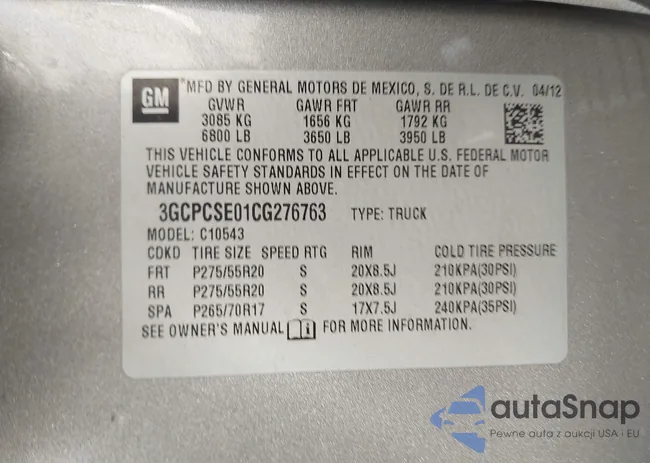 GM
MFD BY GENERAL MOTORS DE MEXICO, S. DE R.L. DE C.V. 04/12
GVWR GAWR FRT GAWR RR
3085 KG 1656 KG 1792 KG
6800 LB 3650 LB 3950 LB
THIS VEHICLE CONFORMS TO ALL APPLICABLE U.S. FEDERAL MOTOR
VEHICLE SAFETY STANDARDS IN EFFECT ON THE DATE OF
MANUFACTURE SHOWN ABOVE.
3GCPCSE01CG276763 TYPE: TRUCK
MODEL: C10543
CDKD TIRE SIZE SPEED RTG RIM COLD TIRE PRESSURE
FRT P275/55R20 S 20X8.5J 210KPA(30PSI)
RR P275/55R20 S 20X8.5J 210KPA(30PSI)
SPA P265/70R17 S 17X7.5J 240KPA(35PSI)
SEE OWNER'S MANUAL FOR MORE INFORMATION.
autaSnap
Pewne auta z aukcji USA i EU